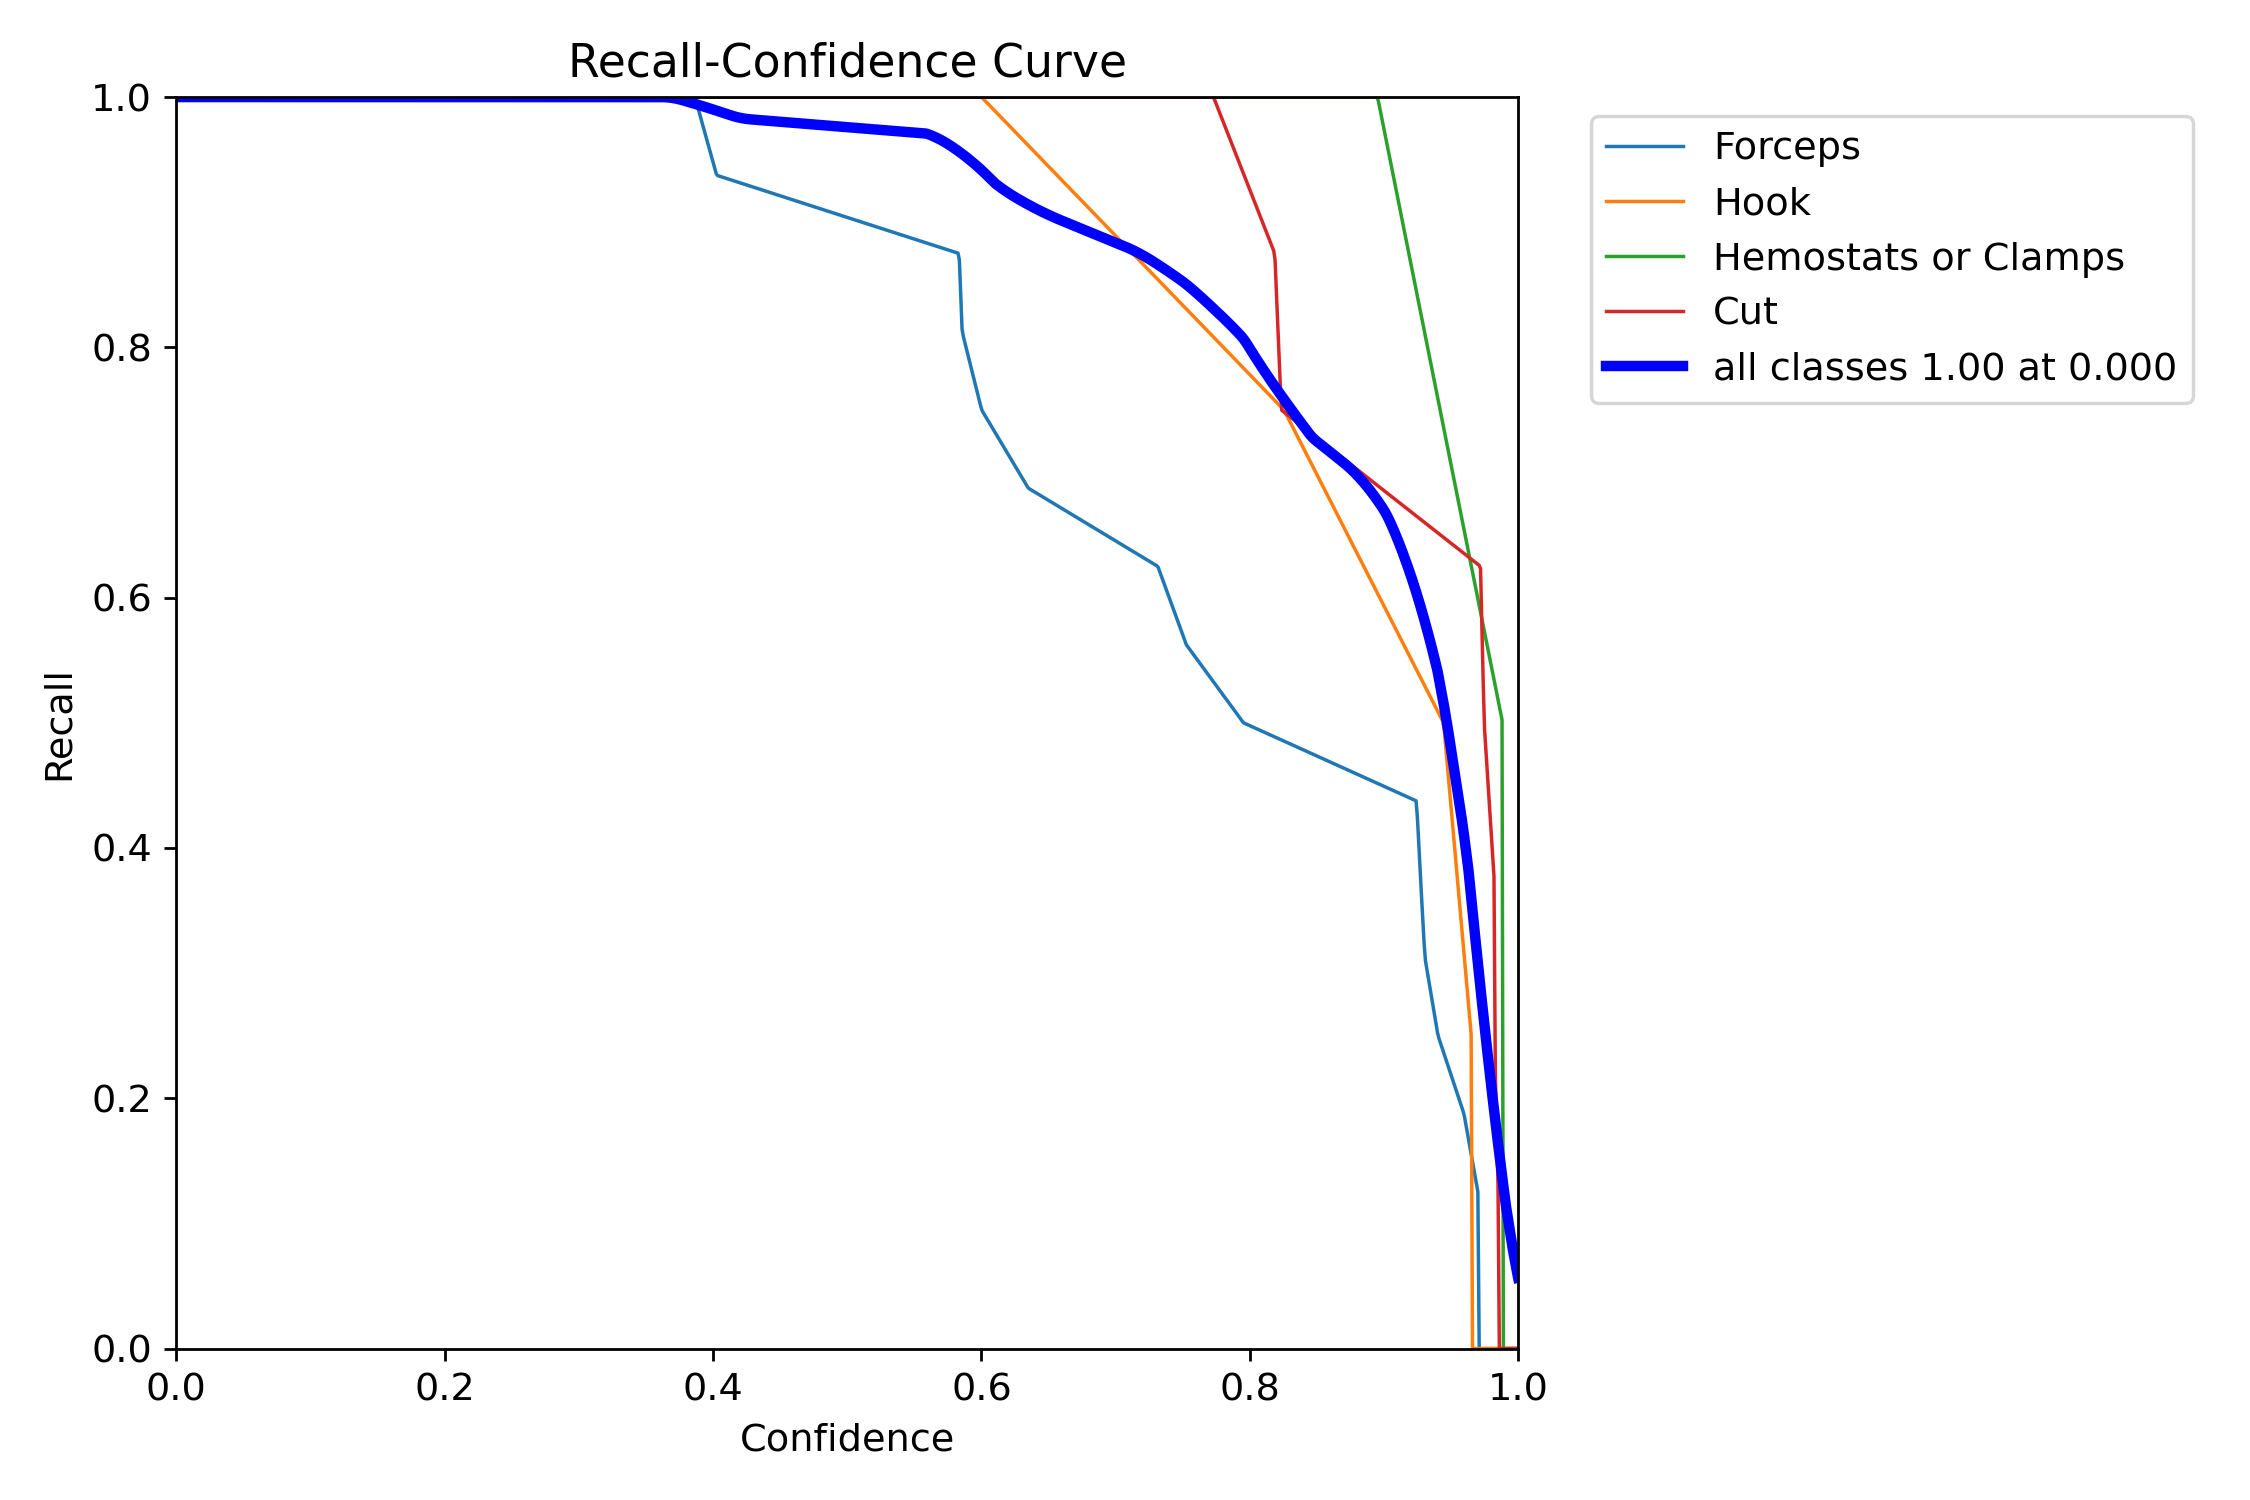 Recall-Confidence Curve
1.0
0.8
0.6
0.4
0.2
0.0
Recall
0.0 0.2 0.4 0.6 0.8 1.0
Confidence
Forceps
Hook
Hemostats or Clamps
Cut
all classes 1.00 at 0.000